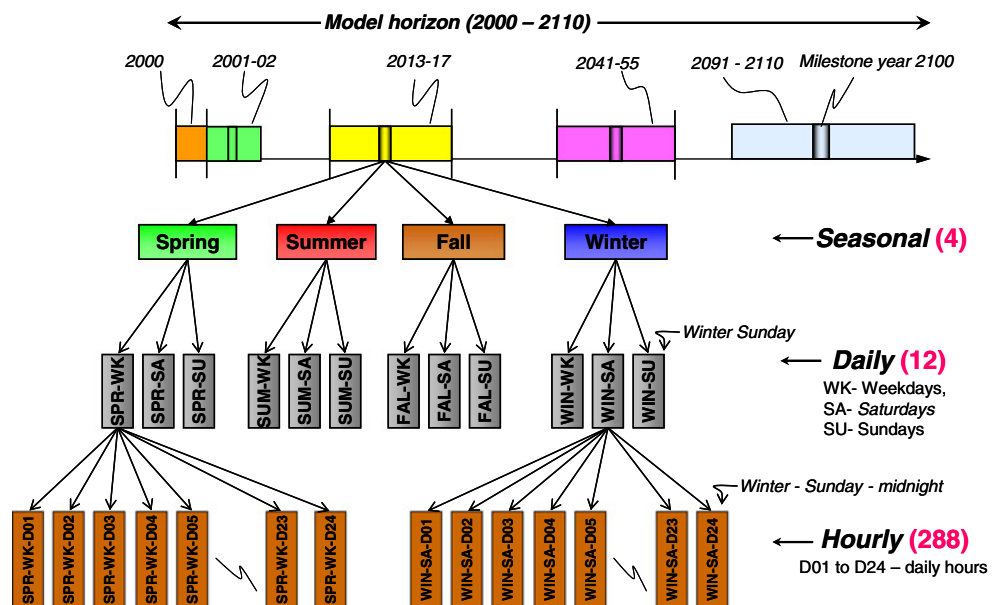 Model horizon (2000 – 2110)
2000
2001-02
2013-17
2041-55
2091 - 2110
Milestone year 2100
Spring
Summer
Fall
Winter
Seasonal (4)
Winter Sunday
SPR-WK
SPR-SA
SPR-SU
SUM-WK
SUM-SA
SUM-SU
FAL-WK
FAL-SA
FAL-SU
WIN-WK
WIN-SA
WIN-SU
Daily (12)
WK- Weekdays,
SA- Saturdays
SU- Sundays
Winter - Sunday - midnight
SPR-WK-D01
SPR-WK-D02
SPR-WK-D03
SPR-WK-D04
SPR-WK-D05
SPR-WK-D23
SPR-WK-D24
WIN-SA-D01
WIN-SA-D02
WIN-SA-D03
WIN-SA-D04
WIN-SA-D05
WIN-SA-D23
WIN-SA-D24
Hourly (288)
D01 to D24 – daily hours